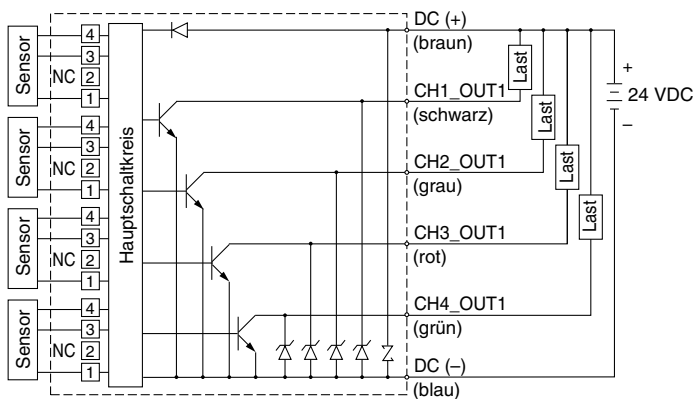 Sensor
4
3
NC 2
1
Sensor
4
3
NC 2
1
Sensor
4
3
NC 2
1
Sensor
4
3
NC 2
1
Hauptschaltkreis
DC (+)
(braun)
CH1_OUT1
(schwarz)
CH2_OUT1
(grau)
CH3_OUT1
(rot)
CH4_OUT1
(grün)
DC (–)
(blau)
Last
Last
Last
Last
+
24 VDC
–